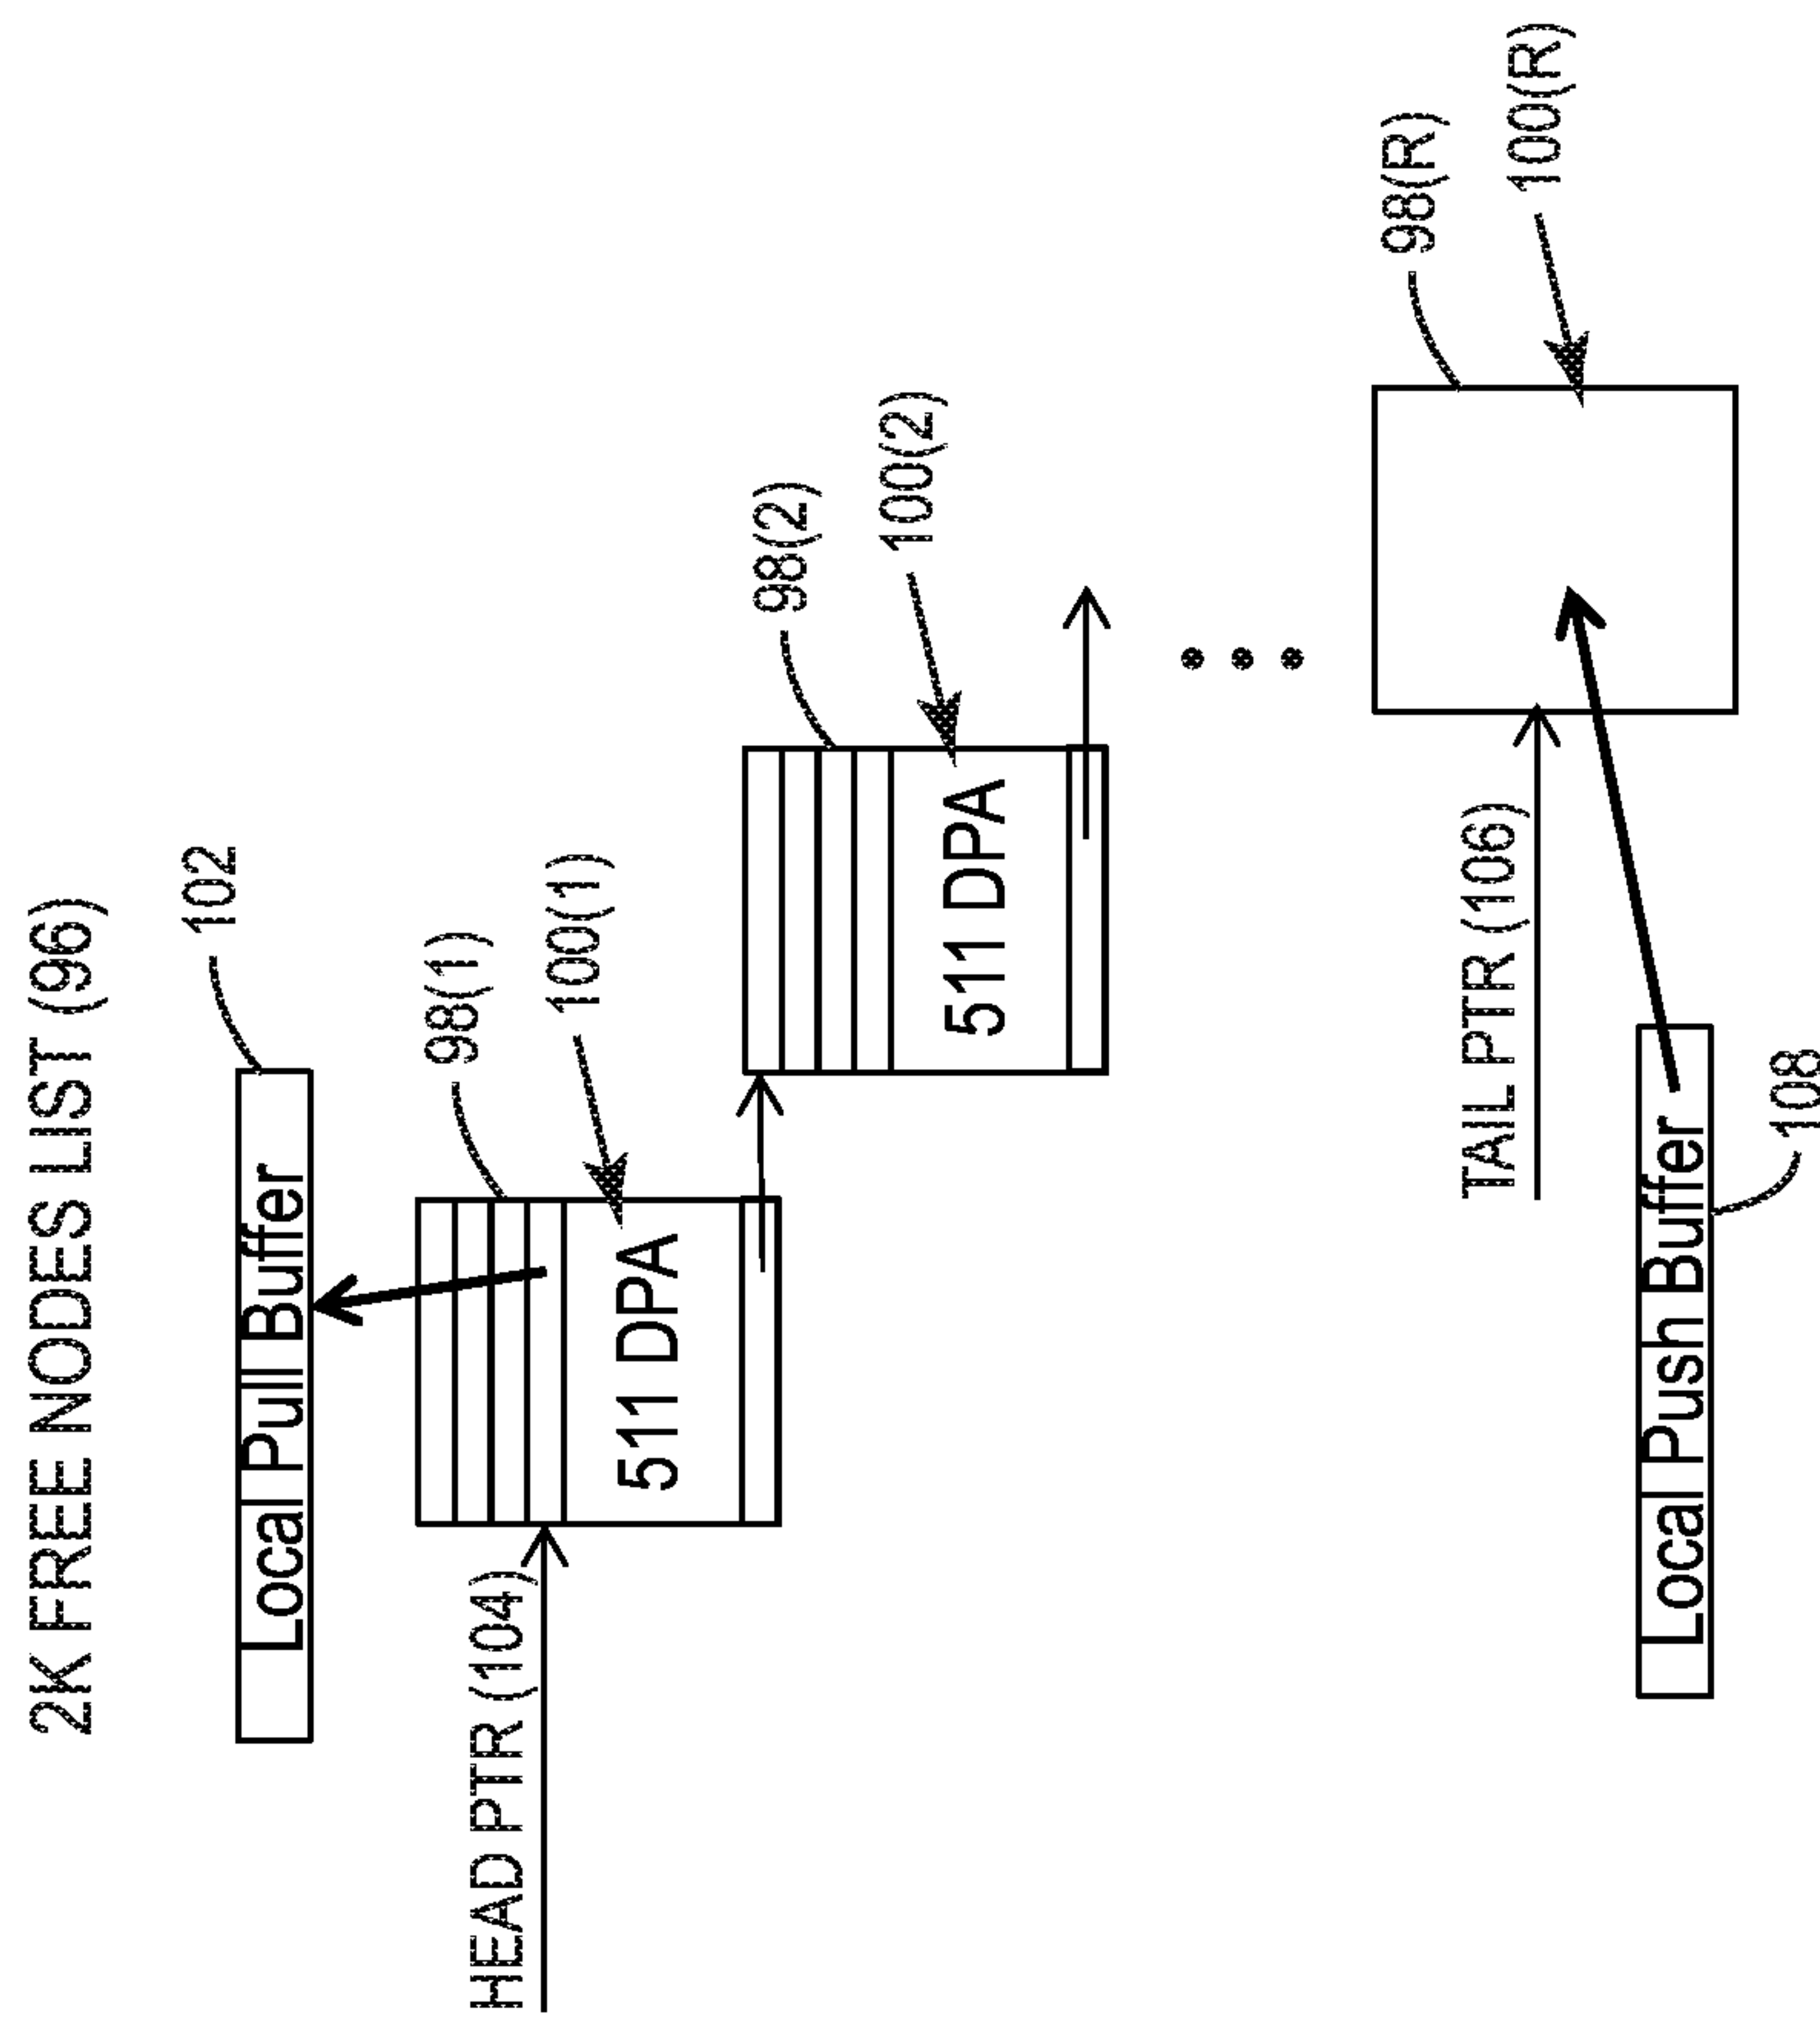 2K FREE NODES LIST (96)
102
Local Pull Buffer
98(1)
HEAD PTR (104)
100(1)
511 DPA
98(2)
100(2)
511 DPA
98(R)
TAIL PTR (106)
100(R)
Local Push Buffer
108